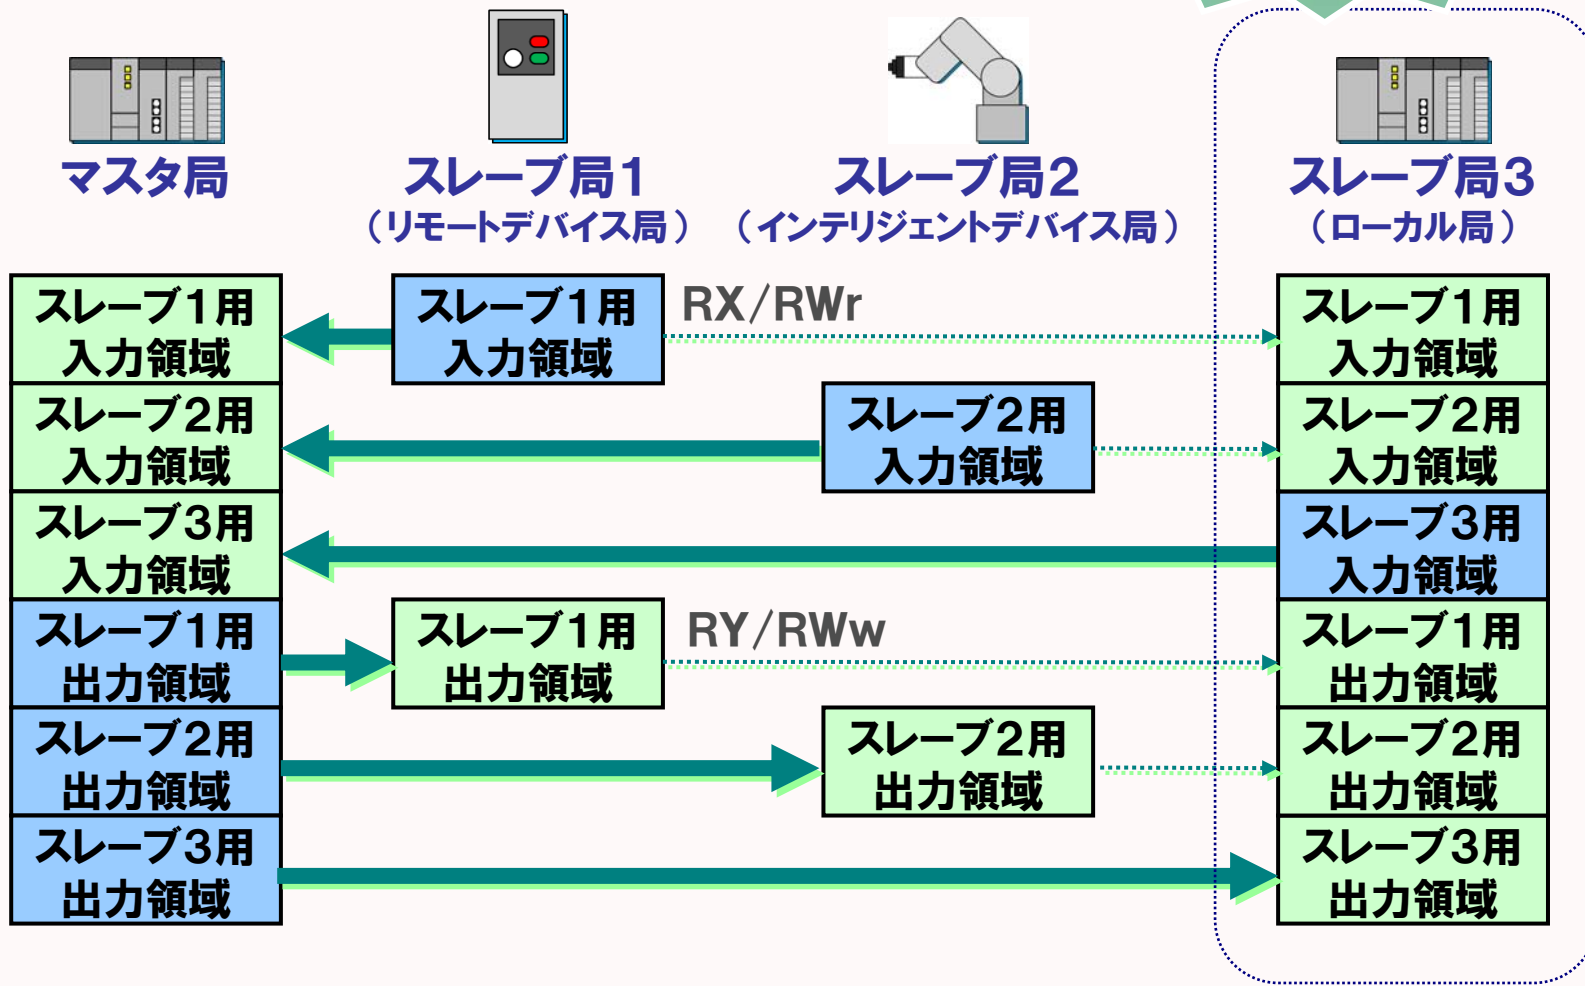 マスタ局
スレーブ局1
（リモートデバイス局）
スレーブ局2
（インテリジェントデバイス局）
スレーブ局3
（ローカル局）
スレーブ1用
入力領域
スレーブ1用
入力領域
RX/RWr
スレーブ1用
入力領域
スレーブ2用
入力領域
スレーブ2用
入力領域
スレーブ2用
入力領域
スレーブ3用
入力領域
スレーブ3用
入力領域
スレーブ1用
出力領域
スレーブ1用
出力領域
RY/RWw
スレーブ1用
出力領域
スレーブ2用
出力領域
スレーブ2用
出力領域
スレーブ2用
出力領域
スレーブ3用
出力領域
スレーブ3用
出力領域